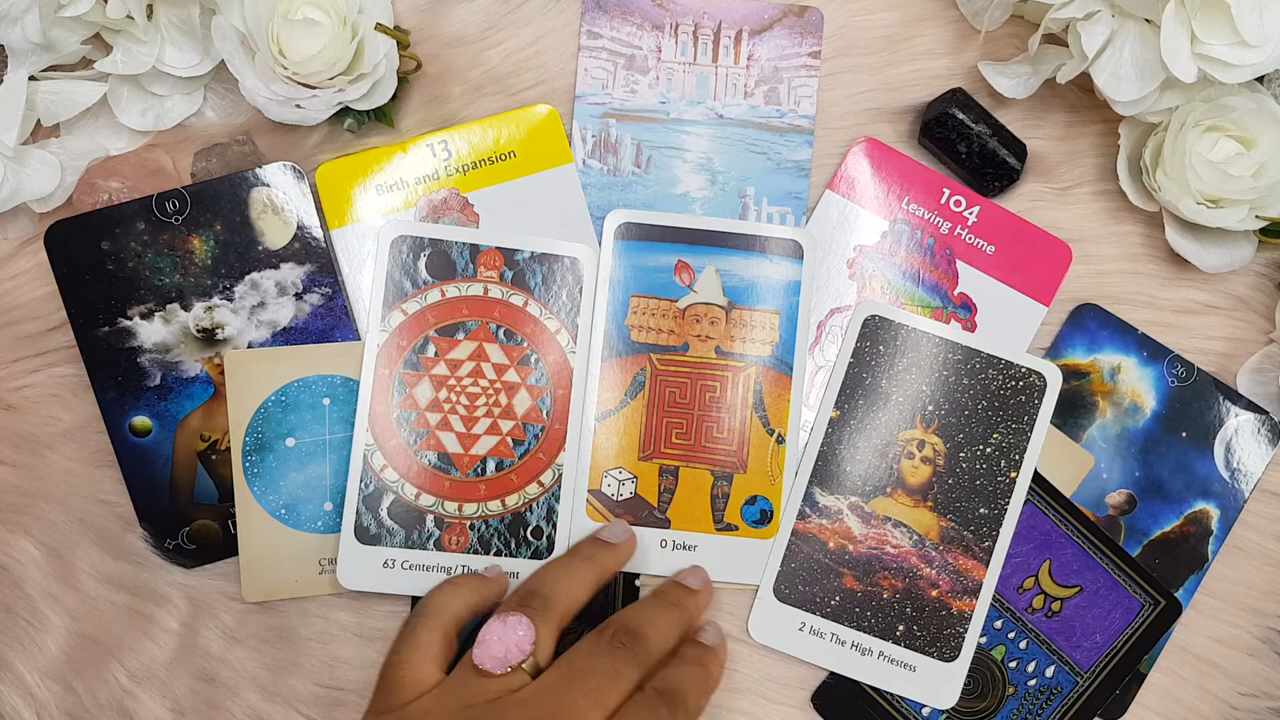 10
13
Birth and Expansion
104
Leaving Home
26
63 Centering/The
0 Joker
2 Isis: The High Priestess